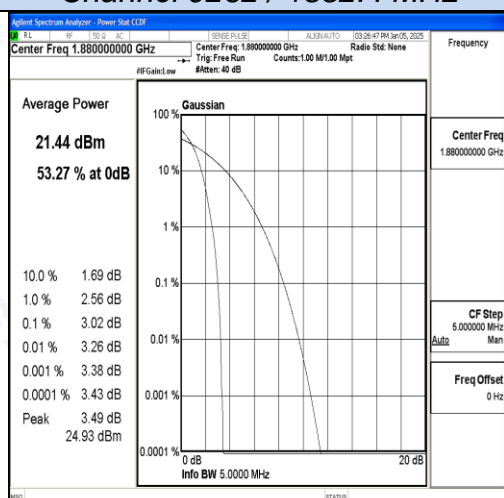 Agilent Spectrum Analyzer - Power Stat CCDF
RL RF 50 Ω AC SENSE:PULSE ALIGNAUTO 03:26:47 PM Jan 05, 2025
Center Freq 1.880000000 GHz
Center Freq: 1.880000000 GHz Radio Std: None
Trig: Free Run Counts:1.00 M/1.00 Mpt
#IFGain:Low #Atten: 40 dB
Frequency
Average Power
21.44 dBm
53.27 % at 0dB
10.0 % 1.69 dB
1.0 % 2.56 dB
0.1 % 3.02 dB
0.01 % 3.26 dB
0.001 % 3.38 dB
0.0001 % 3.43 dB
Peak 3.49 dB
24.93 dBm
Gaussian
100 %
10 %
1 %
0.1 %
0.01 %
0.001 %
0.0001 %
0 dB 20 dB
Info BW 5.0000 MHz
Center Freq
1.880000000 GHz
CF Step
5.000000 MHz
Auto Man
Freq Offset
0 Hz
MSG STATUS